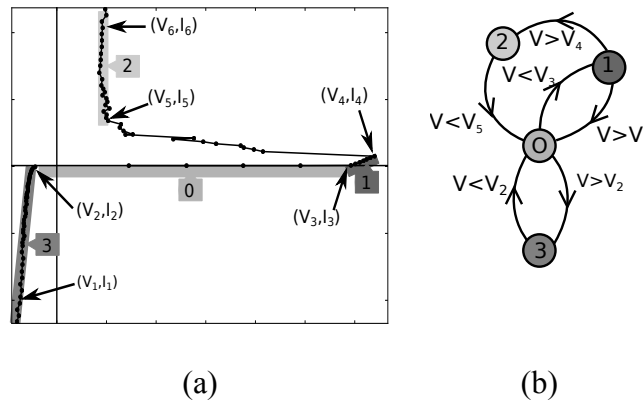 (V6,I6)
2
(V5,I5)
(V4,I4)
0
1
(V2,I2)
(V3,I3)
3
(V1,I1)
(a)
2
V>V4
1
V<V3
V<V5
V>V
O
V<V2
V>V2
3
(b)